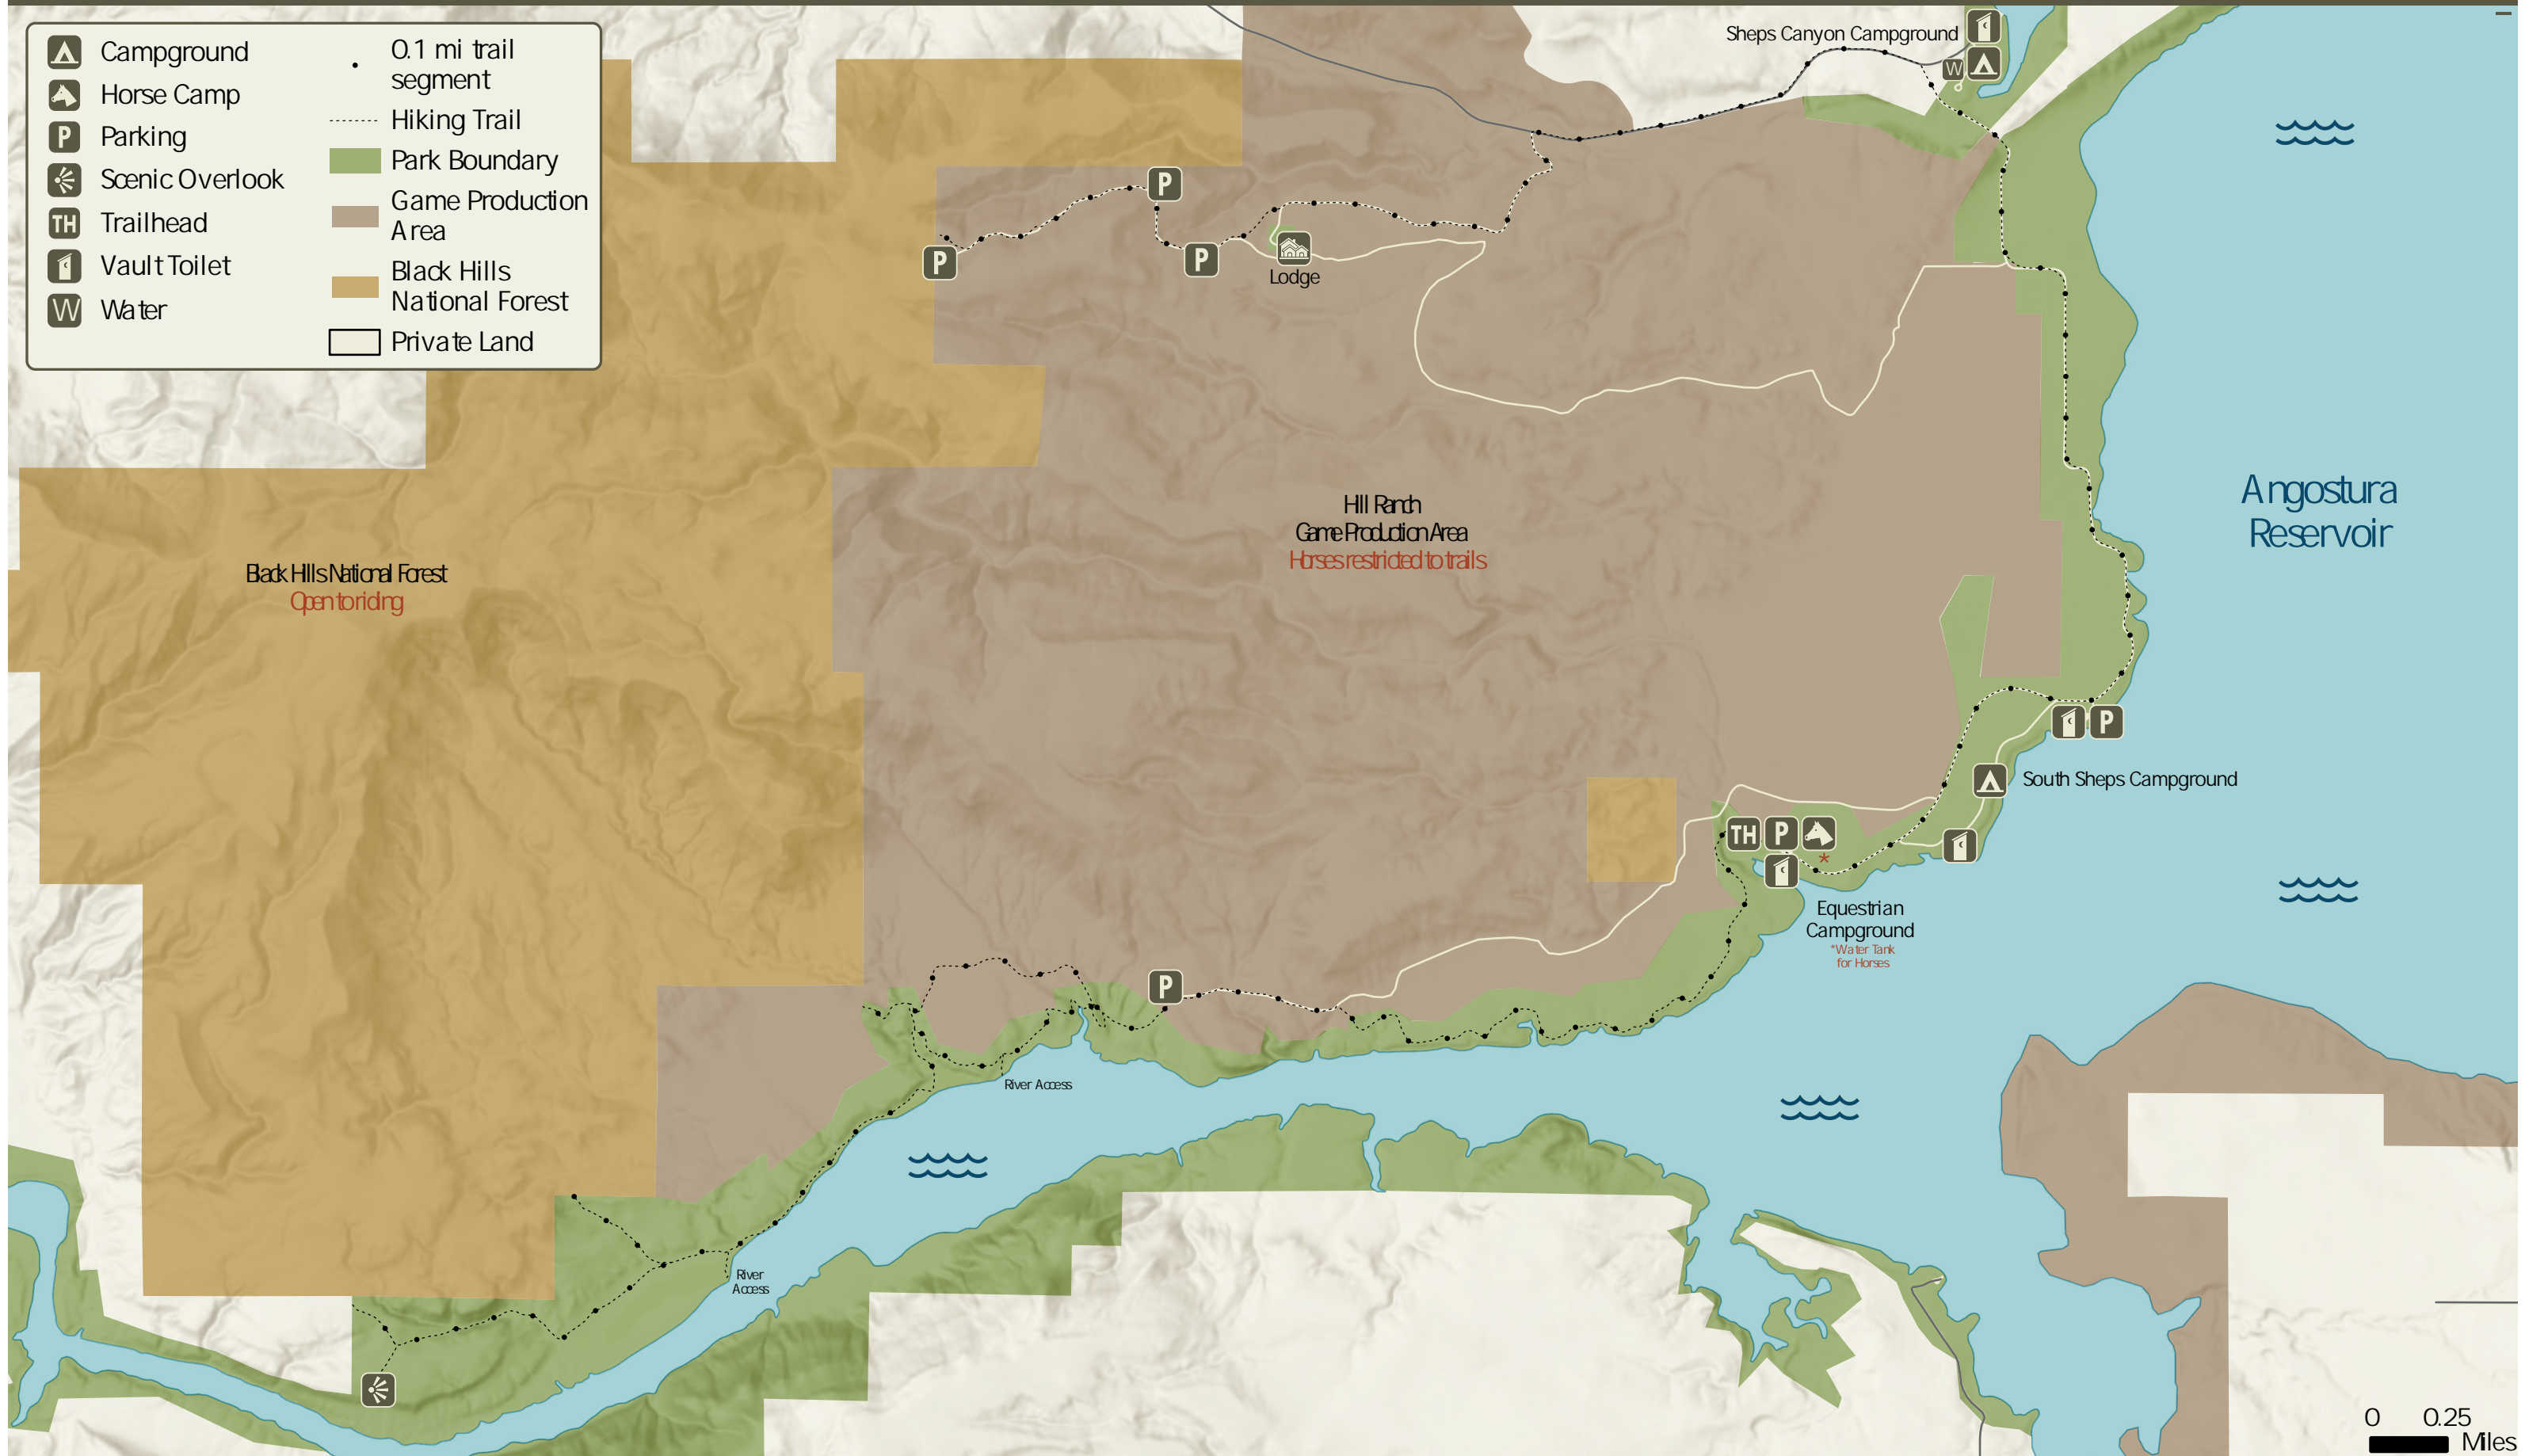 Campground
Horse Camp
P
Parking
Scenic Overlook
TH
Trailhead
Vault Toilet
W
Water
0.1 mi trail
segment
Hiking Trail
Park Boundary
Game Production
Area
Black Hills
National Forest
Private Land
Sheps Canyon Campground
W
P
P
P
Lodge
Angostura
Reservoir
Hill Ranch
Game Production Area
Horses restricted to trails
Black Hills National Forest
Open to riding
P
South Sheps Campground
TH
P
*
Equestrian
Campground
*Water Tank
for Horses
P
River Access
River
Access
0 0.25
Miles